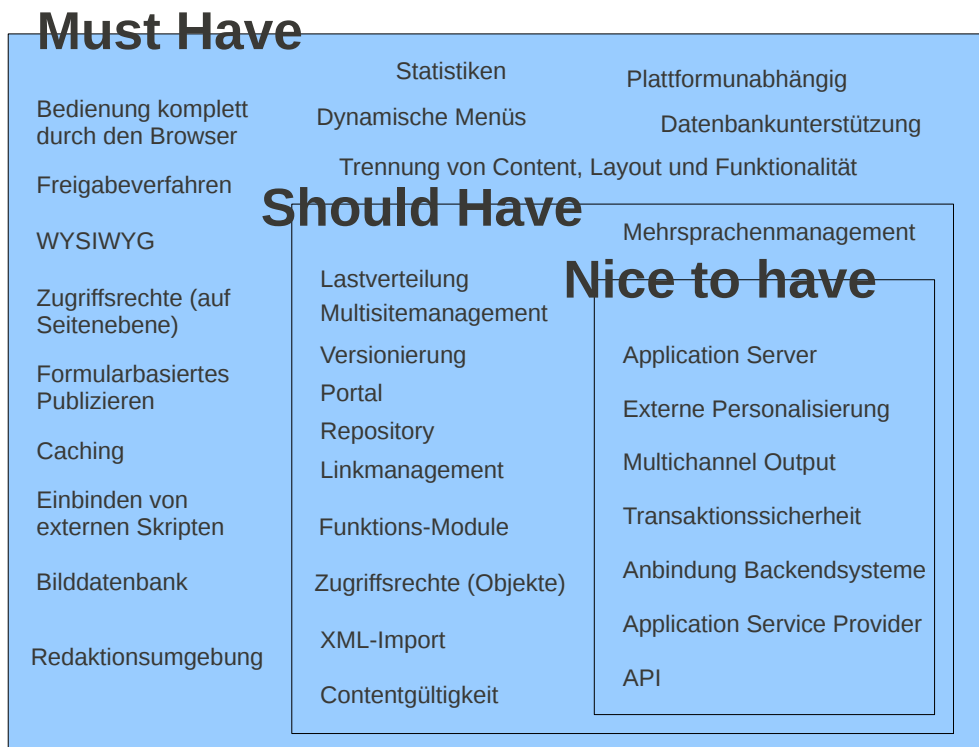 Must Have
Statistiken
Plattformunabhängig
Bedienung komplett
durch den Browser
Dynamische Menüs
Datenbankunterstützung
Trennung von Content, Layout und Funktionalität
Freigabeverfahren
WYSIWYG
Zugriffsrechte (auf
Seitenebene)
Formularbasiertes
Publizieren
Caching
Einbinden von
externen Skripten
Bilddatenbank
Redaktionsumgebung
Should Have
Mehrsprachenmanagement
Lastverteilung
Multisitemanagement
Versionierung
Portal
Repository
Linkmanagement
Funktions-Module
Zugriffsrechte (Objekte)
XML-Import
Contentgültigkeit
Nice to have
Application Server
Externe Personalisierung
Multichannel Output
Transaktionssicherheit
Anbindung Backendsysteme
Application Service Provider
API